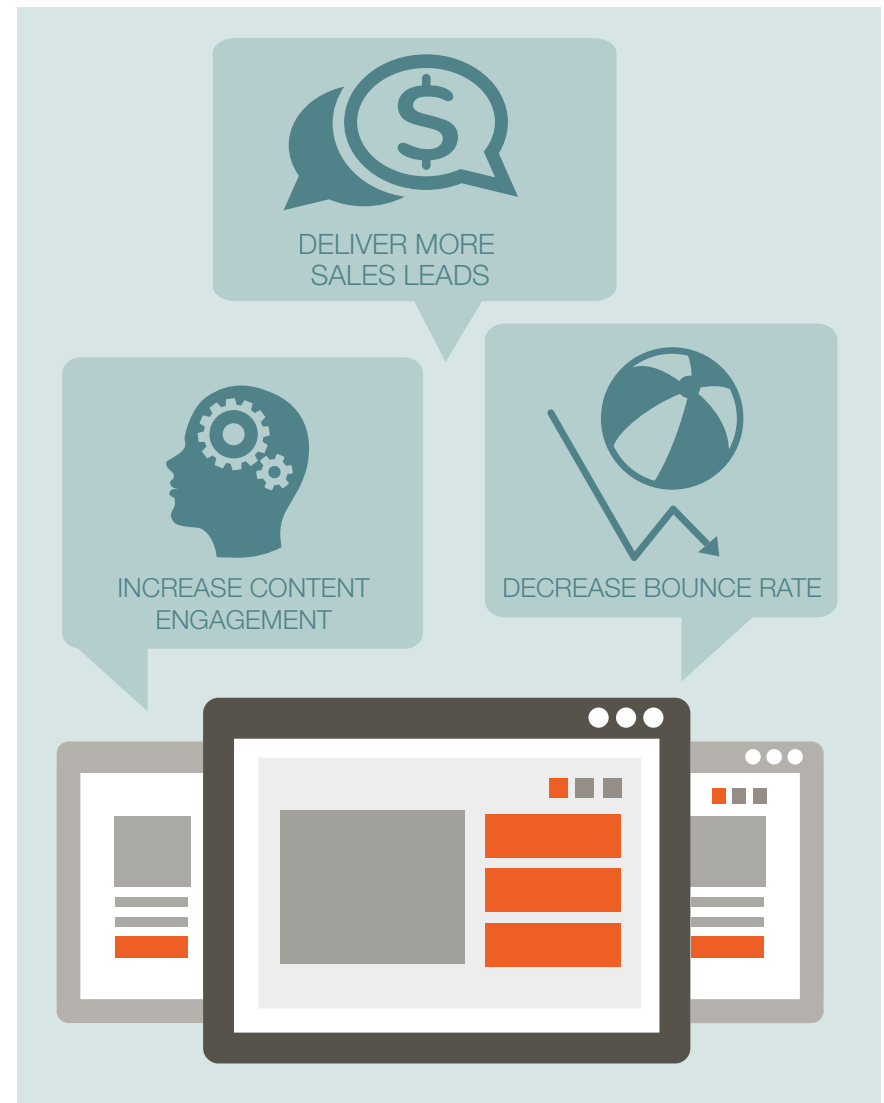 $
DELIVER MORE
SALES LEADS
INCREASE CONTENT
ENGAGEMENT
DECREASE BOUNCE RATE